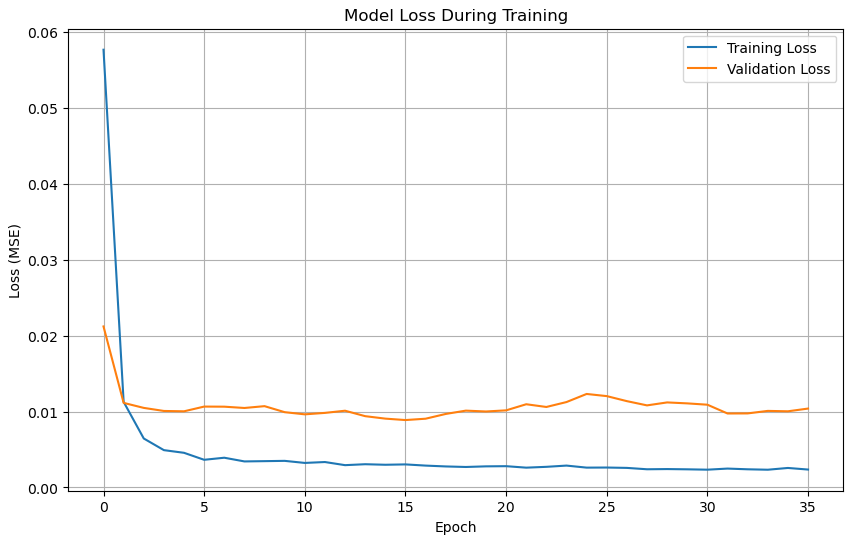 Model Loss During Training
Training Loss
Validation Loss
0.06
0.05
0.04
0.03
0.02
0.01
0.00
Loss (MSE)
0 5 10 15 20 25 30 35
Epoch